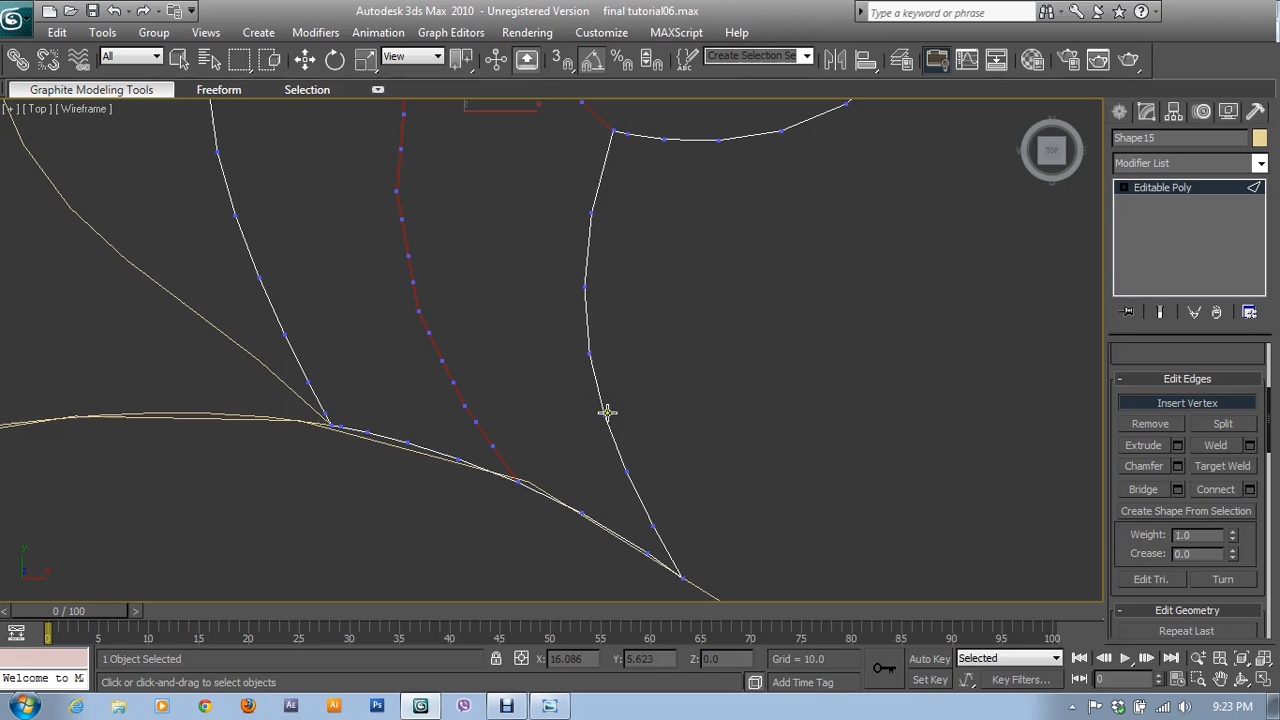 Autodesk 3ds Max 2010 - Unregistered Version final tutorial06.max
Type a keyword or phrase
Edit Tools Group Views Create Modifiers Animation Graph Editors Rendering Customize MAXScript Help
All View Create Selection Se
Graphite Modeling Tools Freeform Selection
[ + ] [ Top ] [ Wireframe ]
TOP
Shape15
Modifier List
Editable Poly
- Edit Edges
Insert Vertex
Remove Split
Extrude Weld
Chamfer Target Weld
Bridge Connect
Create Shape From Selection
Weight: 1.0
Crease: 0.0
Edit Tri. Turn
- Edit Geometry
Repeat Last
y
x
z
0 / 100
0 5 10 15 20 25 30 35 40 45 50 55 60 65 70 75 80 85 90 95 100
1 Object Selected X: 16.086 Y: 5.623 Z: 0.0 Grid = 10.0 Auto Key Selected
Welcome to M Click or click-and-drag to select objects Add Time Tag Set Key Key Filters... 0
9:23 PM